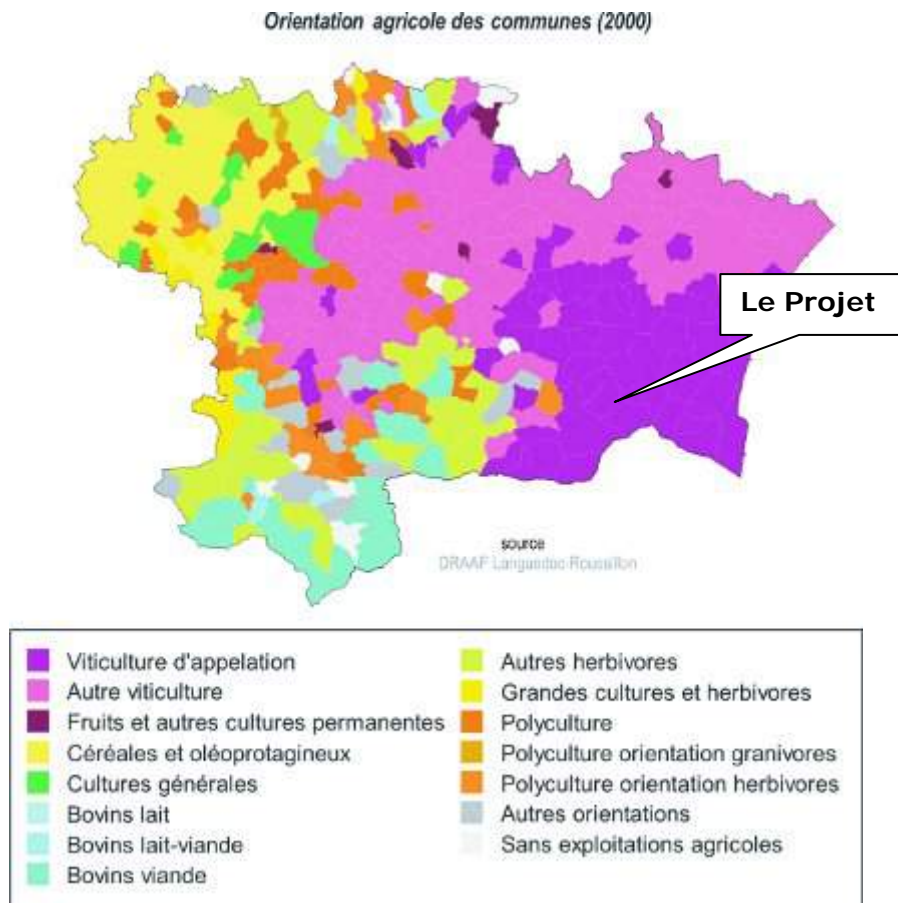 Orientation agricole des communes (2000)
Le Projet
source
DRAAF Languedoc Roussillon
Viticulture d'appelation
Autre viticulture
Fruits et autres cultures permanentes
Céréales et oléoprotagineux
Cultures générales
Bovins lait
Bovins lait-viande
Bovins viande
Autres herbivores
Grandes cultures et herbivores
Polyculture
Polyculture orientation granivores
Polyculture orientation herbivores
Autres orientations
Sans exploitations agricoles